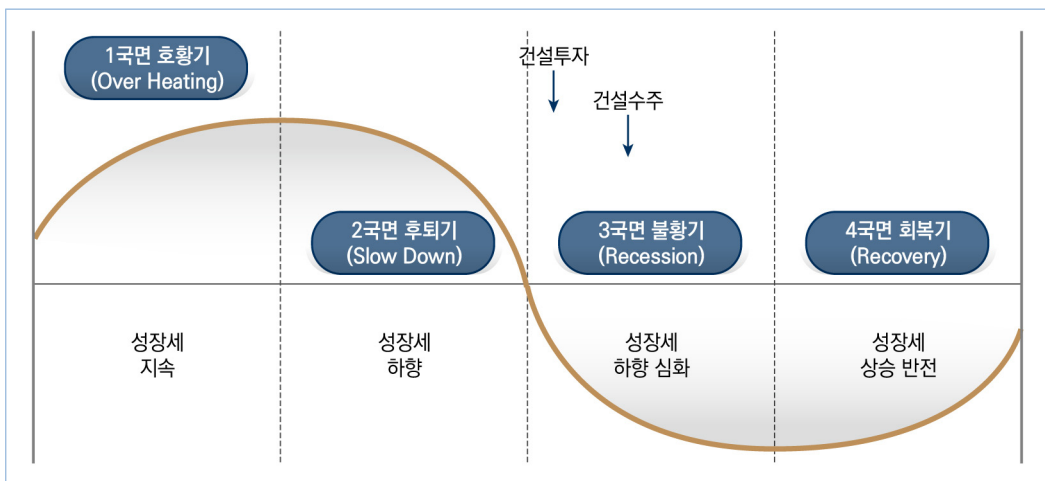 1국면 호황기
(Over Heating)
건설투자
건설수주
2국면 후퇴기
(Slow Down)
3국면 불황기
(Recession)
4국면 회복기
(Recovery)
성장세
지속
성장세
하향
성장세
하향 심화
성장세
상승 반전